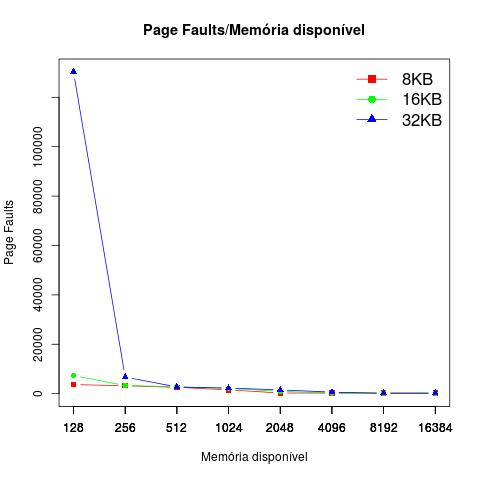 Page Faults/Memória disponível
8KB
16KB
32KB
100000
80000
60000
40000
20000
0
Page Faults
128 256 512 1024 2048 4096 8192 16384
Memória disponível